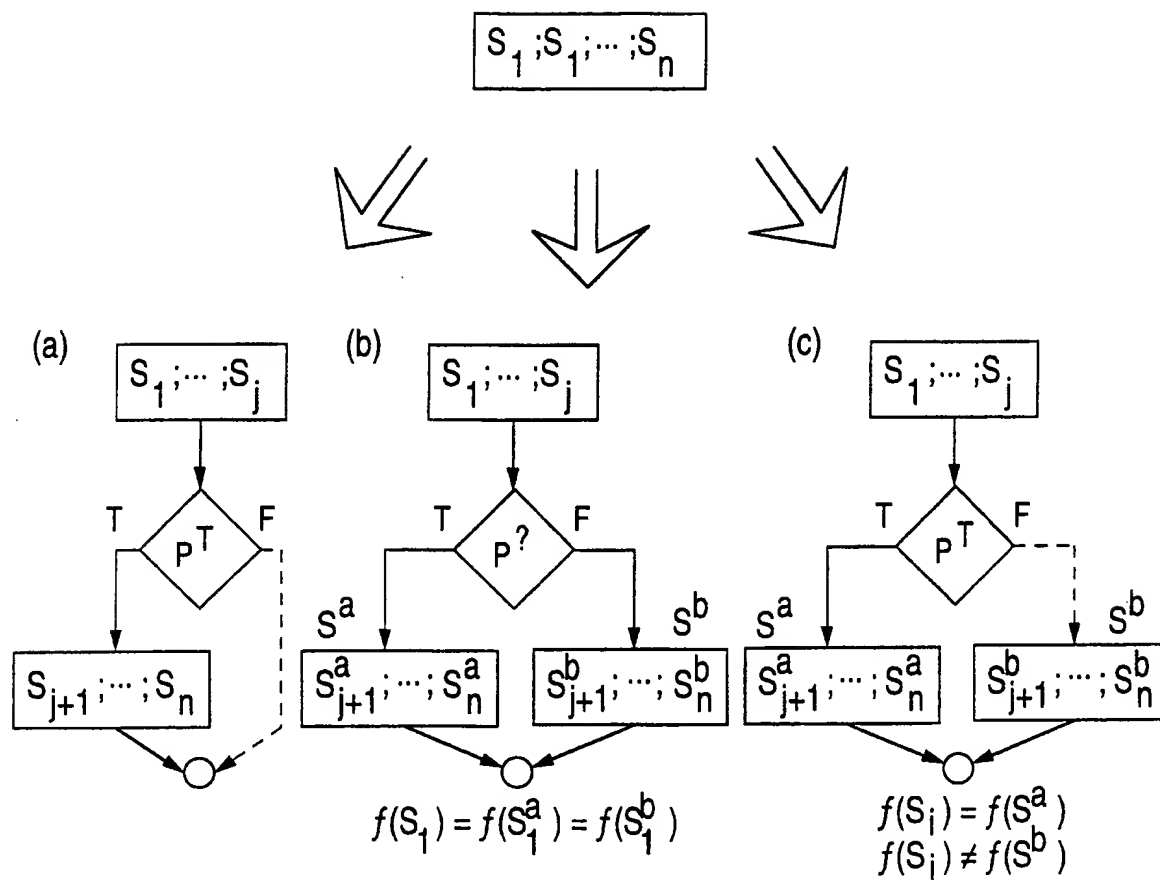 S₁ ;S₁;··· ;Sₙ
(a) (b) (c)
S₁ ;··· ;Sⱼ S₁ ;··· ;Sⱼ S₁ ;··· ;Sⱼ
T Pᵀ F T P? F T Pᵀ F
Sᵃ Sᵇ Sᵃ Sᵇ
Sⱼ₊₁;··· ;Sₙ Sᵃⱼ₊₁;··· ;Sᵃₙ Sᵇⱼ₊₁;··· ;Sᵇₙ Sᵃⱼ₊₁;··· ;Sᵃₙ Sᵇⱼ₊₁;··· ;Sᵇₙ
f(S₁) = f(Sᵃ₁) = f(Sᵇ₁)
f(Sᵢ) = f(Sᵃ)
f(Sᵢ) ≠ f(Sᵇ)